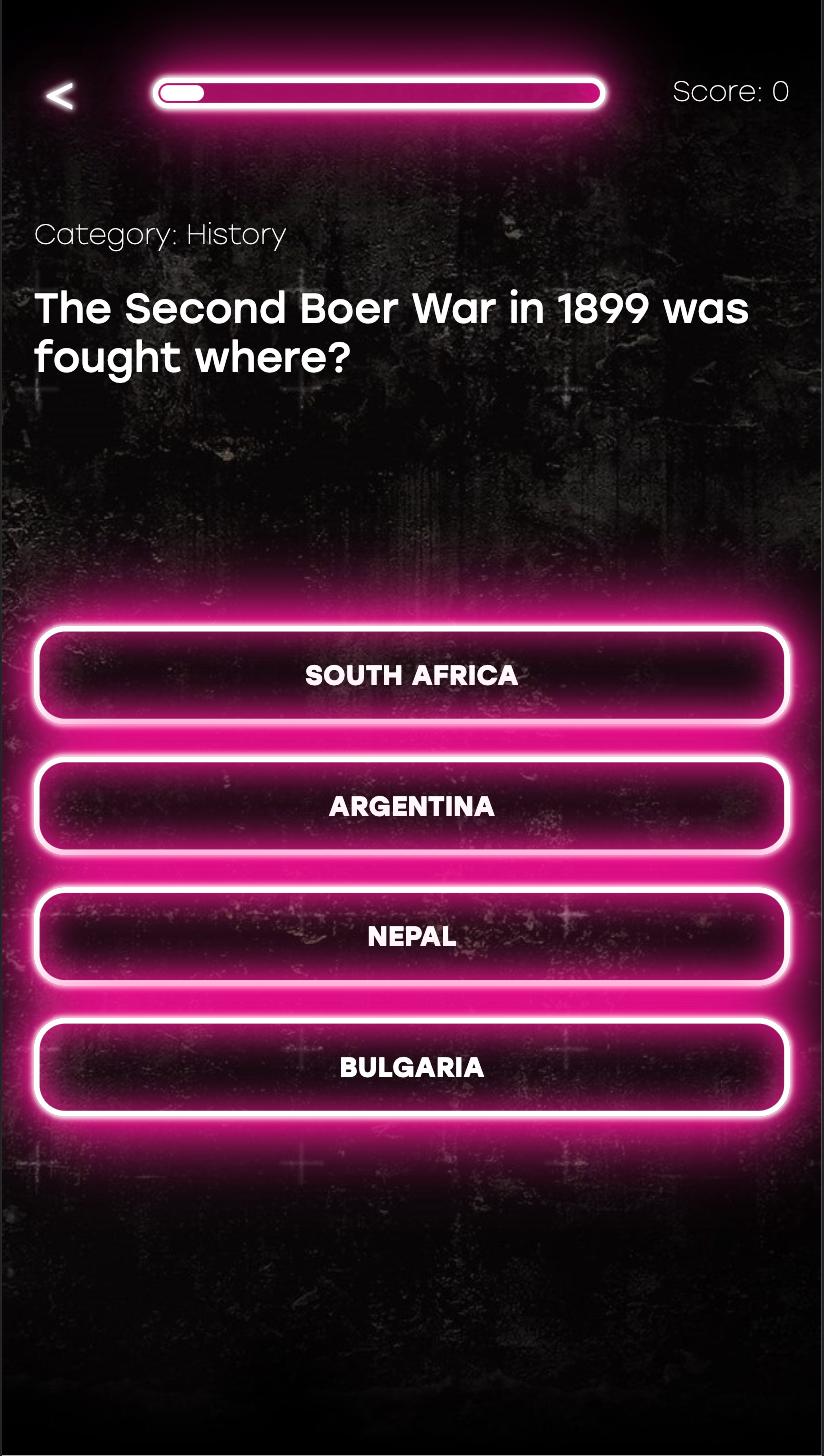 <
Score: 0
Category: History
The Second Boer War in 1899 was
fought where?
SOUTH AFRICA
ARGENTINA
NEPAL
BULGARIA